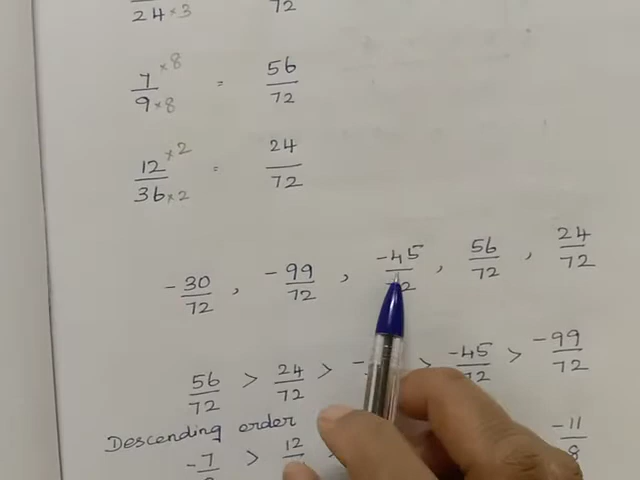 24 ×3 72
7 ×8 / 9 ×8 = 56/72
12 ×2 / 36 ×2 = 24/72
-30/72 , -99/72 , -45/72 , 56/72 , 24/72
56/72 > 24/72 > - > -45/72 > -99/72
Descending order
-7 > 12 > -11/8